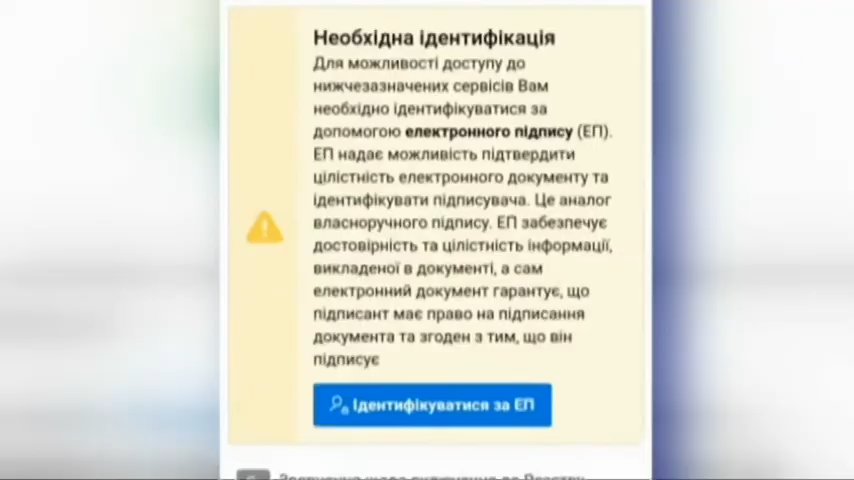 Необхідна ідентифікація
Для можливості доступу до
нижчезазначених сервісів Вам
необхідно ідентифікуватися за
допомогою електронного підпису (ЕП).
ЕП надає можливість підтвердити
цілістність електронного документу та
ідентифікувати підписувача. Це аналог
власноручного підпису. ЕП забезпечує
достовірність та цілістність інформації,
викладеної в документі, а сам
електронний документ гарантує, що
підписант має право на підписання
документа та згоден з тим, що він
підписує
Ідентифікуватися за ЕП